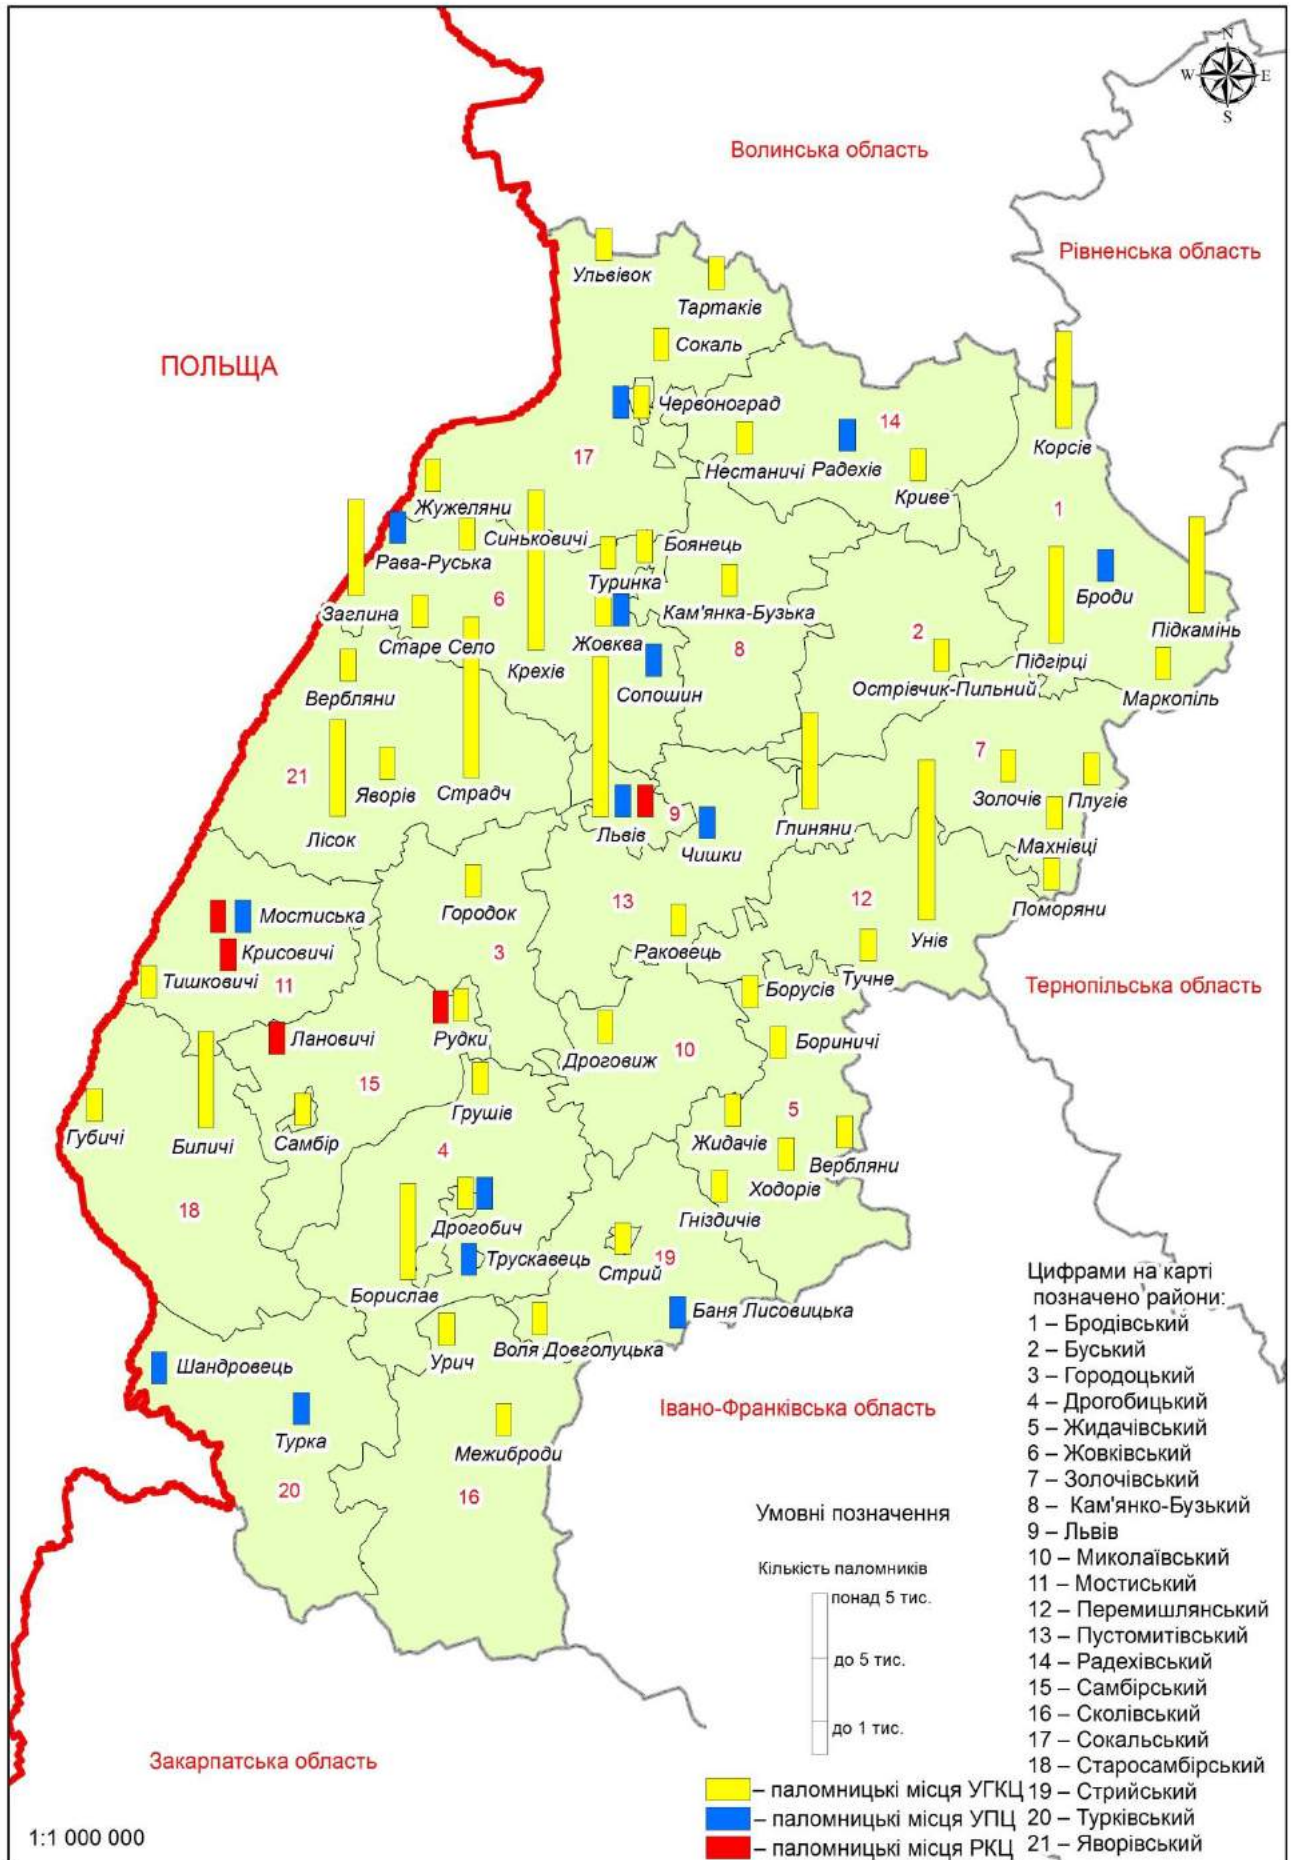 N
W
E
S
Волинська область
Рівненська область
ПОЛЬЩА
Ульвівок
Тартаків
Сокаль
Червоноград
14
Корсів
17
Нестаничі
Радехів
Криве
Жужеляни
1
Синьковичі
Боянець
Рава-Руська
Туринка
Броди
6
Кам'янка-Бузька
Заглина
Підкамінь
Старе Село
Жовква
8
2
Крехів
Підгірці
Вербляни
Сопошин
Острівчик-Пильний
Маркопіль
7
21
Яворів
Страдч
Золочів
Плугів
9
Лісок
Львів
Глиняни
Чишки
Махнівці
13
12
Городок
Поморяни
Мостиська
Унів
Крисовичі
3
Раковець
Тишковичі
11
Тучне
Борусів
Тернопільська область
Лановичі
Рудки
Бориничі
Дроговиж
10
15
Грушів
5
Губичі
Биличі
Самбір
Жидачів
4
Вербляни
Ходорів
18
Дрогобич
Гніздичів
Трускавець
19
Стрий
Борислав
Баня Лисовицька
Урич
Воля Довголуцька
Шандровець
Івано-Франківська область
Турка
Межиброди
20
16
Закарпатська область
1:1 000 000
Умовні позначення
Кількість паломників
понад 5 тис.
до 5 тис.
до 1 тис.
– паломницькі місця УГКЦ
– паломницькі місця УПЦ
– паломницькі місця РКЦ
Цифрами на карті
позначено райони:
1 – Бродівський
2 – Буський
3 – Городоцький
4 – Дрогобицький
5 – Жидачівський
6 – Жовківський
7 – Золочівський
8 – Кам'янко-Бузький
9 – Львів
10 – Миколаївський
11 – Мостиський
12 – Перемишлянський
13 – Пустомитівський
14 – Радехівський
15 – Самбірський
16 – Сколівський
17 – Сокальський
18 – Старосамбірський
19 – Стрийський
20 – Турківський
21 – Яворівський